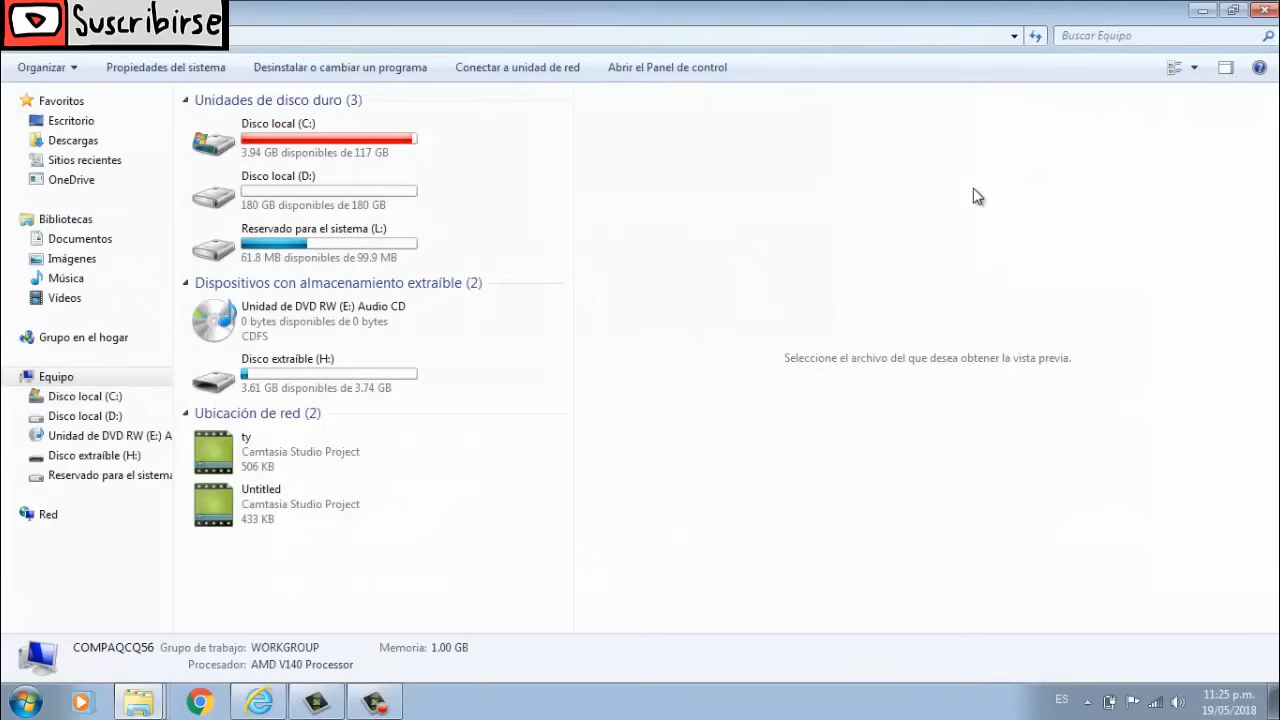 Suscribirse
Buscar Equipo
Organizar
Propiedades del sistema
Desinstalar o cambiar un programa
Conectar a unidad de red
Abrir el Panel de control
Favoritos
Escritorio
Descargas
Sitios recientes
OneDrive
Bibliotecas
Documentos
Imágenes
Música
Vídeos
Grupo en el hogar
Equipo
Disco local (C:)
Disco local (D:)
Unidad de DVD RW (E:) A
Disco extraíble (H:)
Reservado para el sistema
Red
Unidades de disco duro (3)
Disco local (C:)
3.94 GB disponibles de 117 GB
Disco local (D:)
180 GB disponibles de 180 GB
Reservado para el sistema (L:)
61.8 MB disponibles de 99.9 MB
Dispositivos con almacenamiento extraíble (2)
Unidad de DVD RW (E:) Audio CD
0 bytes disponibles de 0 bytes
CDFS
Disco extraíble (H:)
3.61 GB disponibles de 3.74 GB
Ubicación de red (2)
ty
Camtasia Studio Project
506 KB
Untitled
Camtasia Studio Project
433 KB
Seleccione el archivo del que desea obtener la vista previa.
COMPAQCQ56 Grupo de trabajo: WORKGROUP Memoria: 1.00 GB
Procesador: AMD V140 Processor
ES
11:25 p.m.
19/05/2018